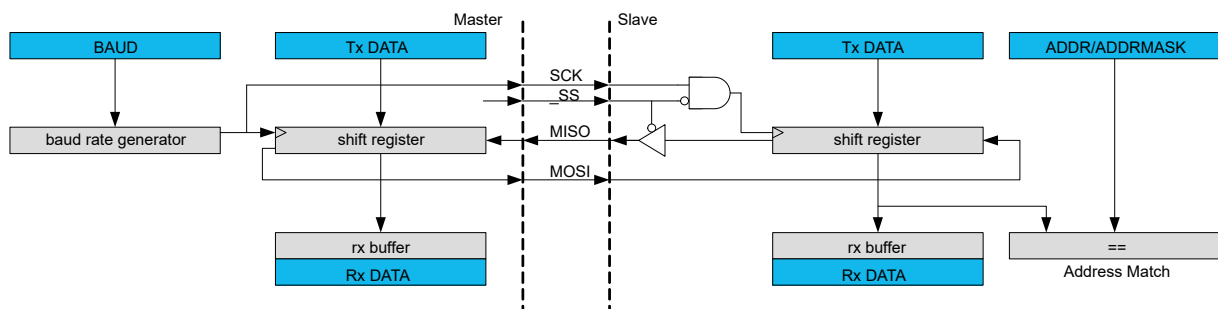 Master Slave
BAUD Tx DATA Tx DATA ADDR/ADDRMASK
SCK
_SS
baud rate generator shift register MISO shift register
MOSI
rx buffer rx buffer ==
Rx DATA Rx DATA Address Match